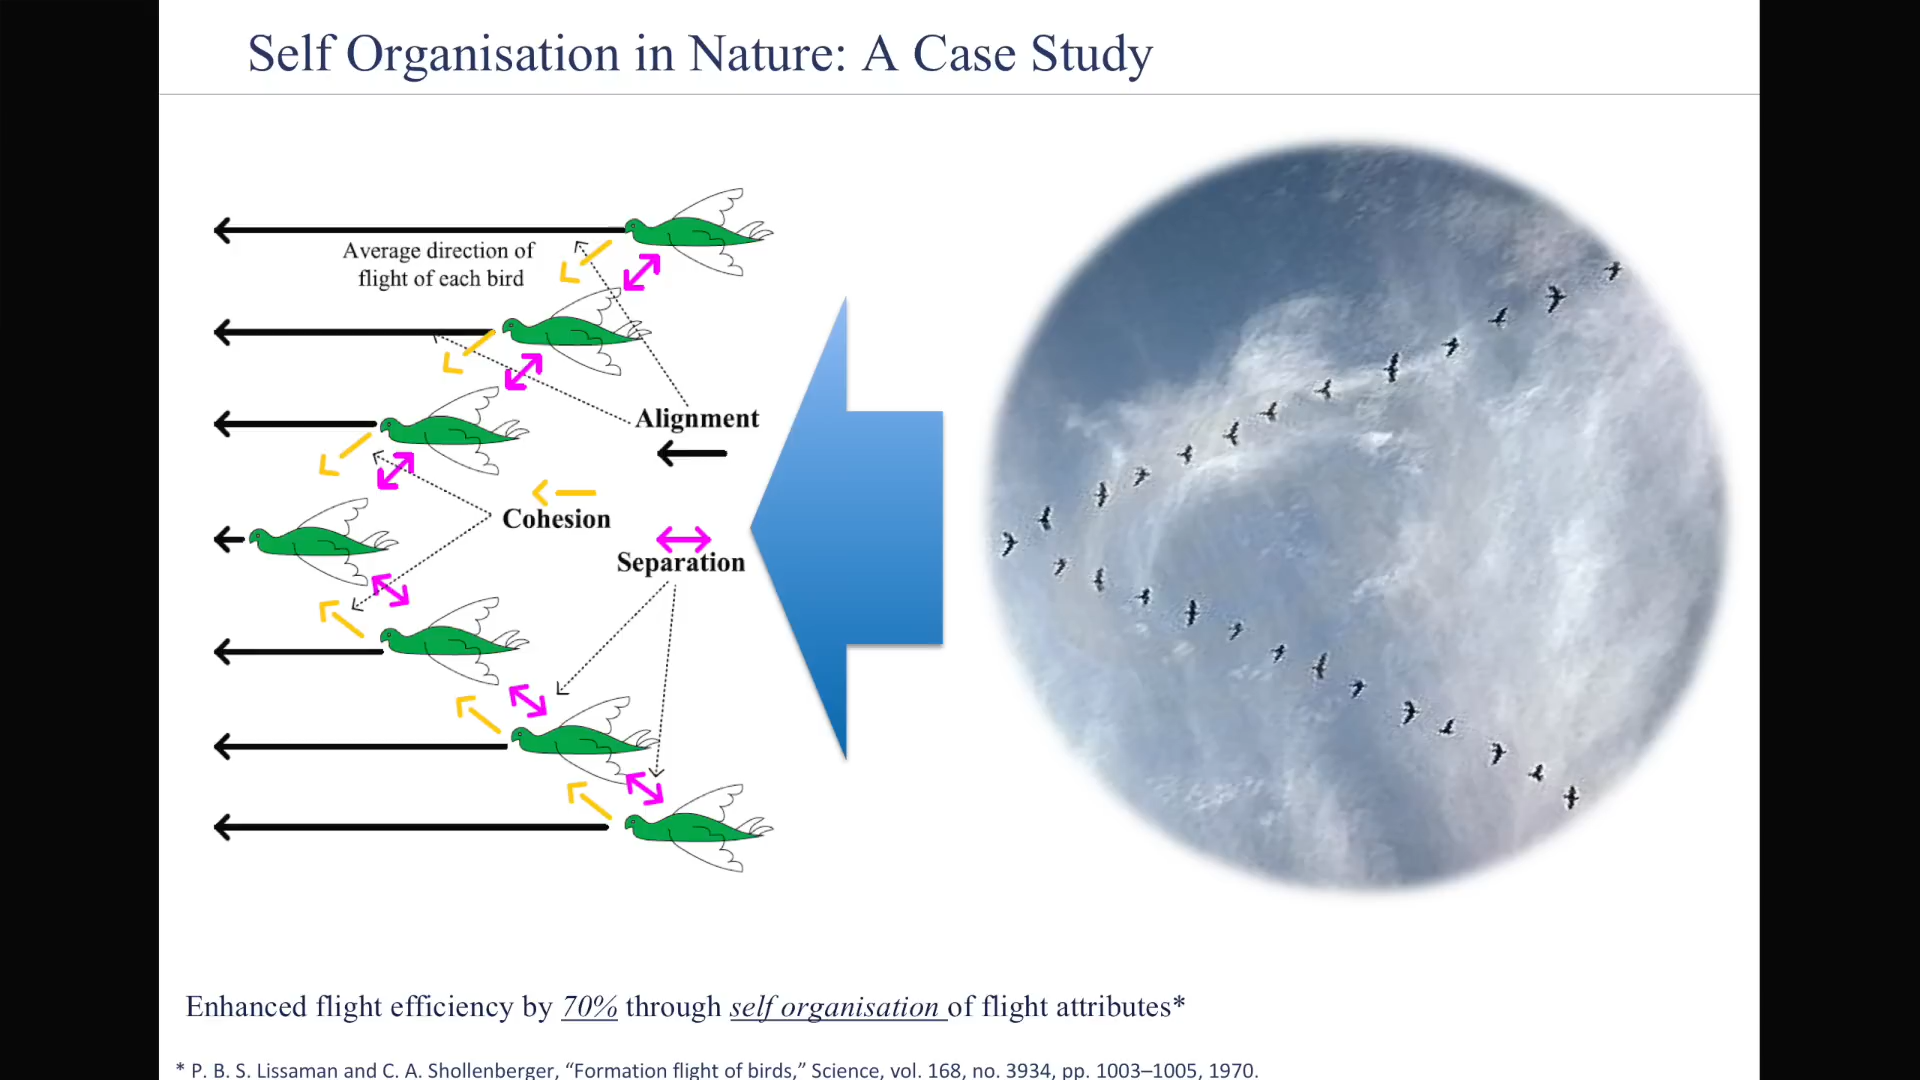 Self Organisation in Nature: A Case Study
Average direction of
flight of each bird
Alignment
Cohesion
Separation
Enhanced flight efficiency by 70% through self organisation of flight attributes*
* P. B. S. Lissaman and C. A. Shollenberger, “Formation flight of birds,” Science, vol. 168, no. 3934, pp. 1003–1005, 1970.